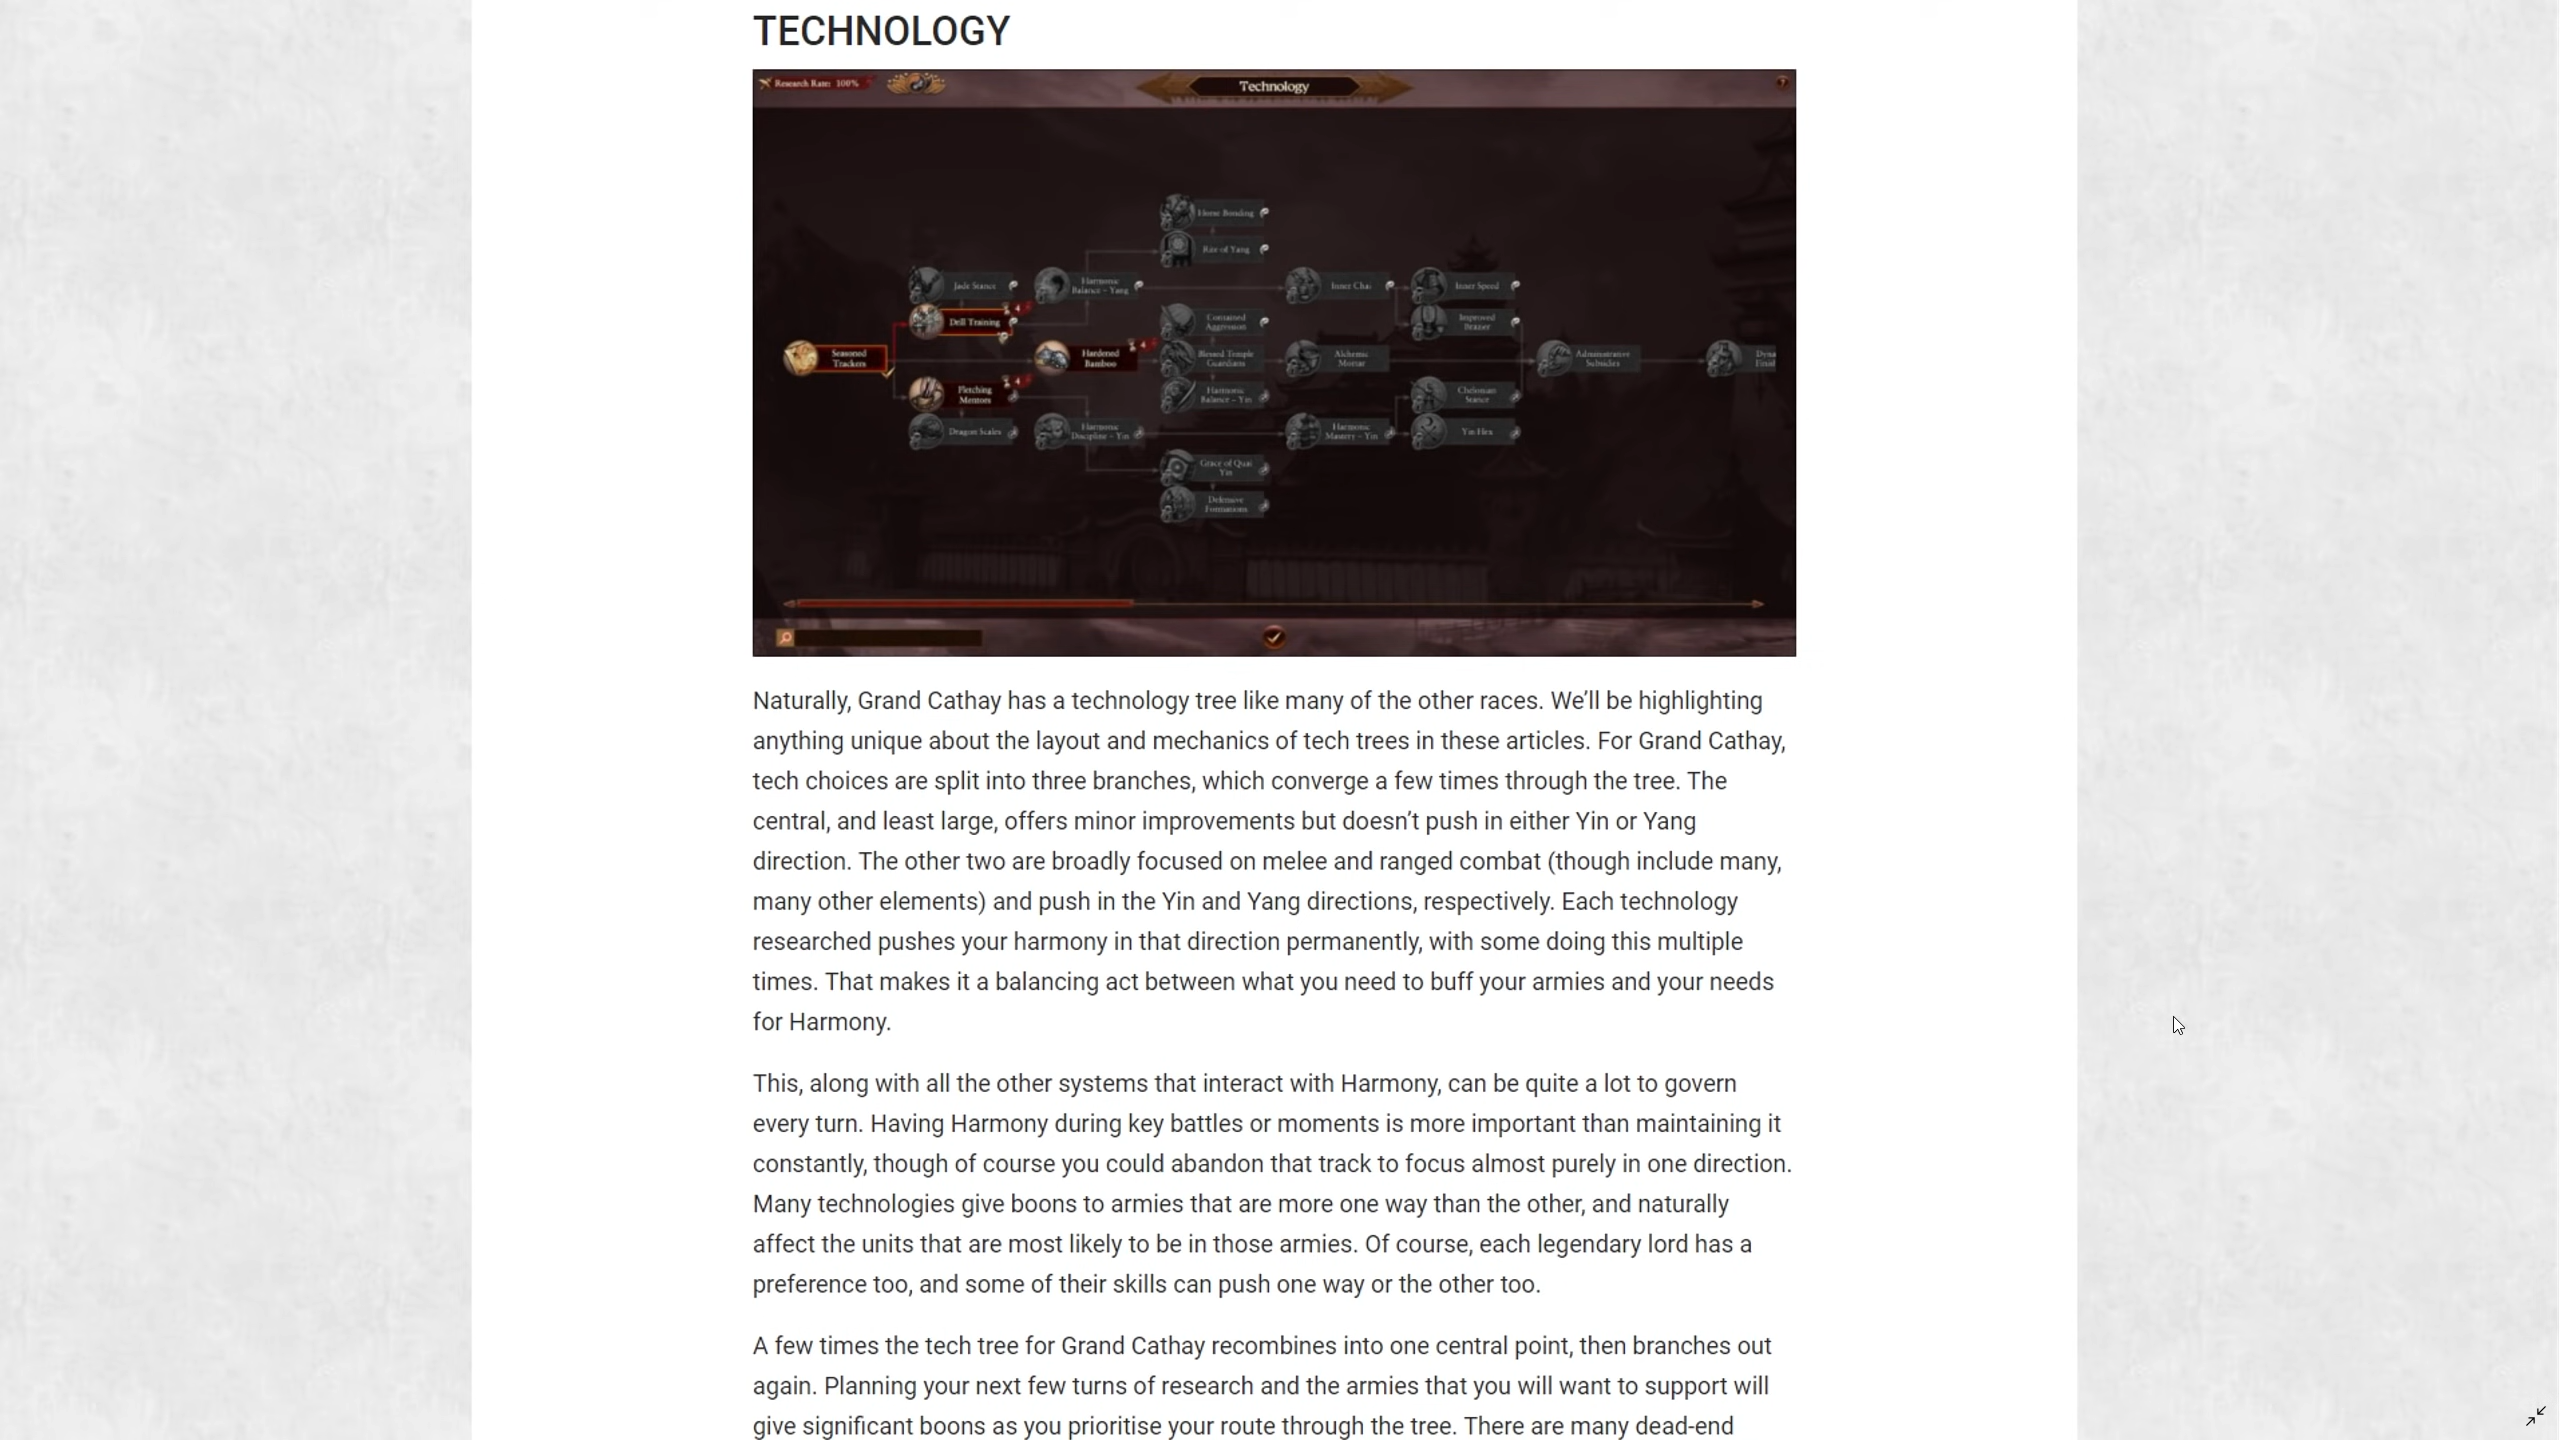 TECHNOLOGY
Research Rate: 100%
Technology
Horse Bonding
Rite of Yang
Jade Stance
Harmonic
Balance - Yang
Inner Chai
Inner Speed
Dell Training
4
Contained
Aggression
Improved
Brazier
Seasoned
Trackers
Hardened
Bamboo
4
Blessed Temple
Guardians
Alchemic
Mortar
Administrative
Subsidies
Dyna
Fletching
Mentors
4
Harmonic
Balance - Yin
Chelonian
Stance
Dragon Scales
Harmonic
Discipline - Yin
Harmonic
Mastery - Yin
Yin Hex
Grace of Quai
Yin
Defensive
Formations
Naturally, Grand Cathay has a technology tree like many of the other races. We’ll be highlighting
anything unique about the layout and mechanics of tech trees in these articles. For Grand Cathay,
tech choices are split into three branches, which converge a few times through the tree. The
central, and least large, offers minor improvements but doesn’t push in either Yin or Yang
direction. The other two are broadly focused on melee and ranged combat (though include many,
many other elements) and push in the Yin and Yang directions, respectively. Each technology
researched pushes your harmony in that direction permanently, with some doing this multiple
times. That makes it a balancing act between what you need to buff your armies and your needs
for Harmony.
This, along with all the other systems that interact with Harmony, can be quite a lot to govern
every turn. Having Harmony during key battles or moments is more important than maintaining it
constantly, though of course you could abandon that track to focus almost purely in one direction.
Many technologies give boons to armies that are more one way than the other, and naturally
affect the units that are most likely to be in those armies. Of course, each legendary lord has a
preference too, and some of their skills can push one way or the other too.
A few times the tech tree for Grand Cathay recombines into one central point, then branches out
again. Planning your next few turns of research and the armies that you will want to support will
give significant boons as you prioritise your route through the tree. There are many dead-end